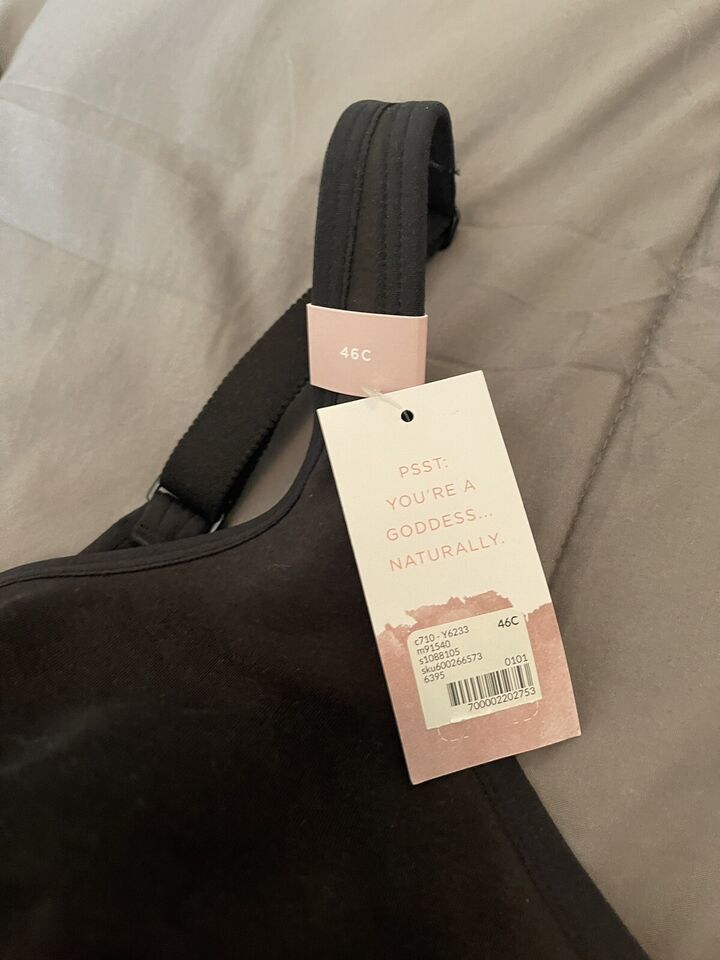 46C
PSST:
YOU'RE A
GODDESS...
NATURALLY.
c710 - Y6233
46C
m91540
s1088105
sku600266573
6395
0101
700002202753